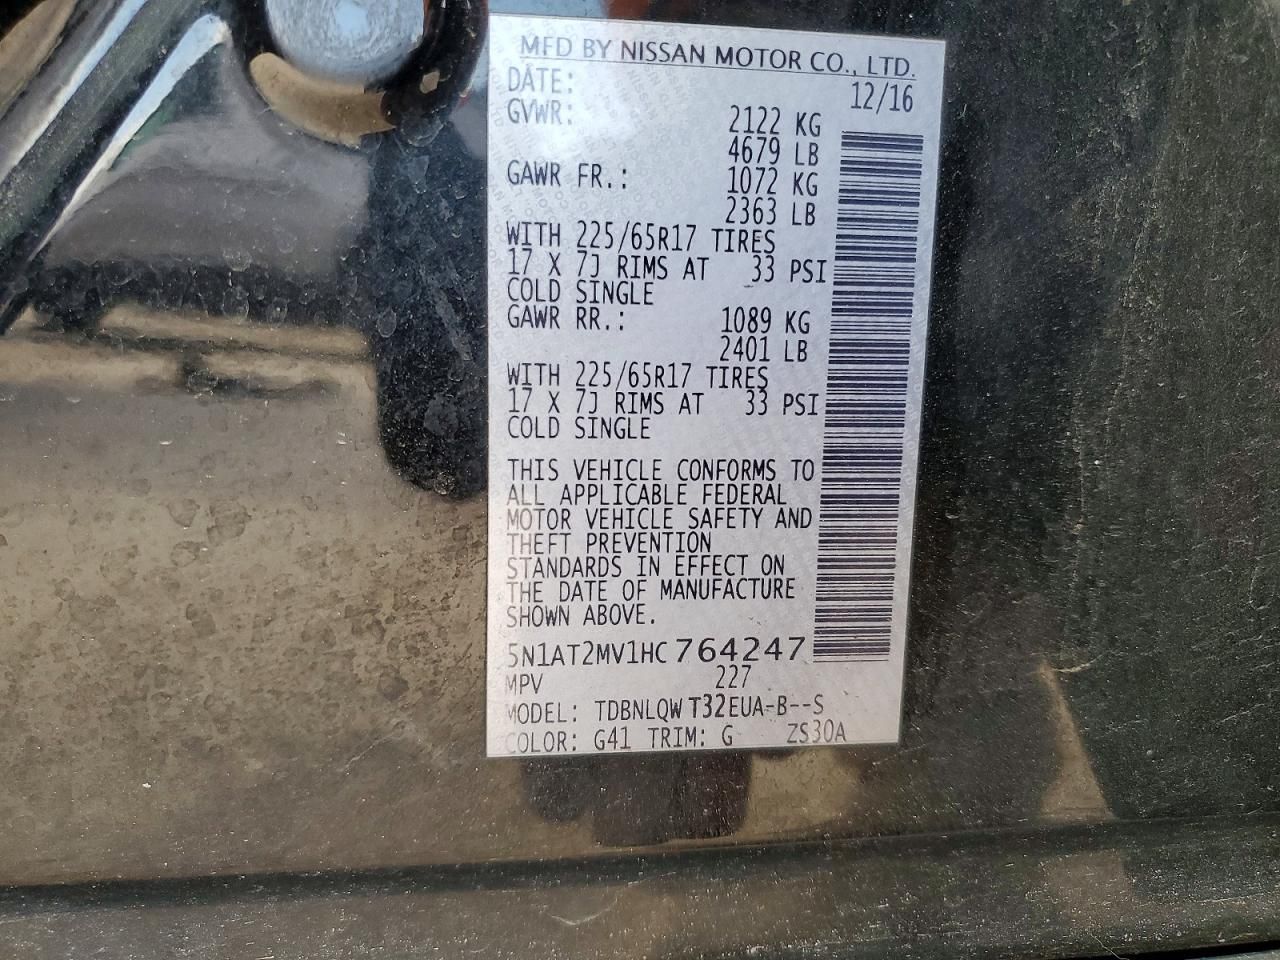 MFD BY NISSAN MOTOR CO., LTD.
DATE: 12/16
GVWR: 2122 KG
4679 LB
GAWR FR.: 1072 KG
2363 LB
WITH 225/65R17 TIRES
17 X 7J RIMS AT 33 PSI
COLD SINGLE
GAWR RR.: 1089 KG
2401 LB
WITH 225/65R17 TIRES
17 X 7J RIMS AT 33 PSI
COLD SINGLE
THIS VEHICLE CONFORMS TO
ALL APPLICABLE FEDERAL
MOTOR VEHICLE SAFETY AND
THEFT PREVENTION
STANDARDS IN EFFECT ON
THE DATE OF MANUFACTURE
SHOWN ABOVE.
5N1AT2MV1HC764247
MPV 227
MODEL: TDBNLQWT32EUA-B--S
COLOR: G41 TRIM: G ZS30A